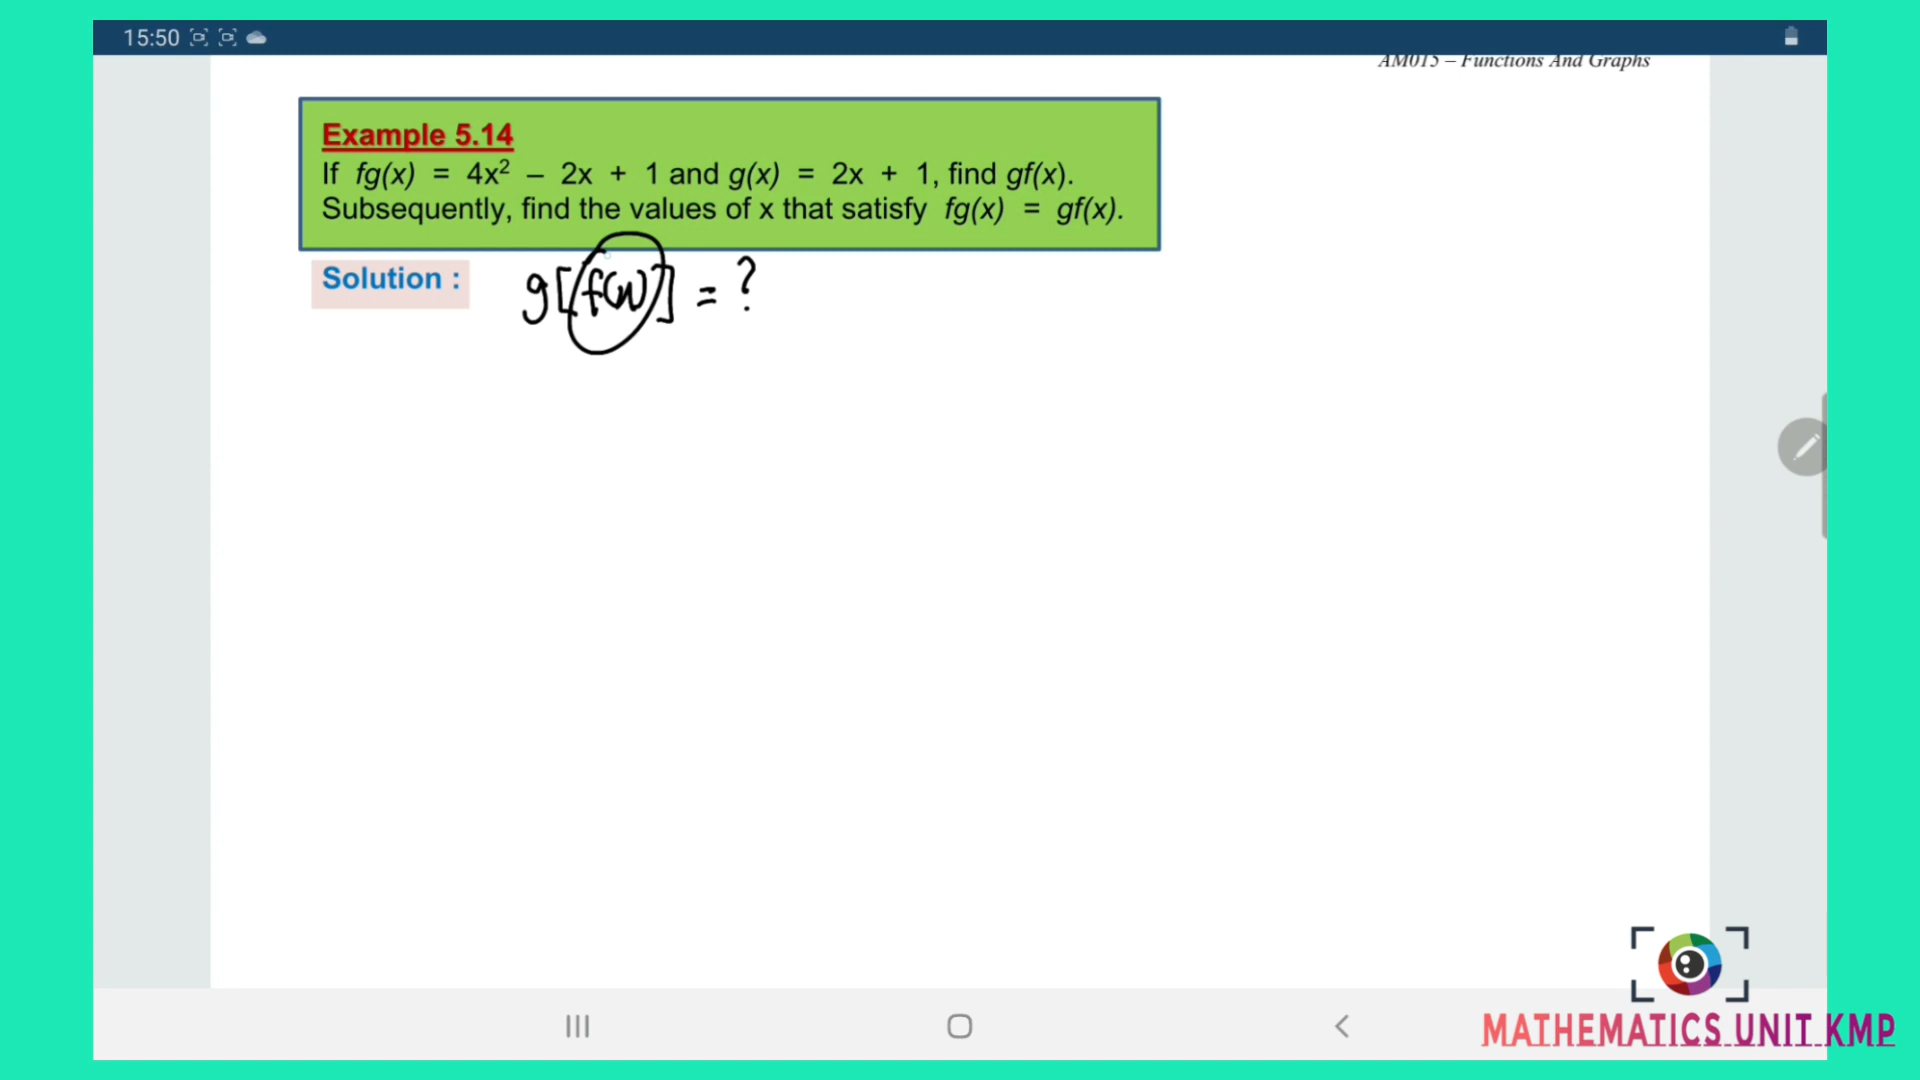 15:50
AM015 – Functions And Graphs
Example 5.14
If fg(x) = 4x² – 2x + 1 and g(x) = 2x + 1, find gf(x).
Subsequently, find the values of x that satisfy fg(x) = gf(x).
Solution :
g[f(x)] = ?
MATHEMATICS UNIT KMP